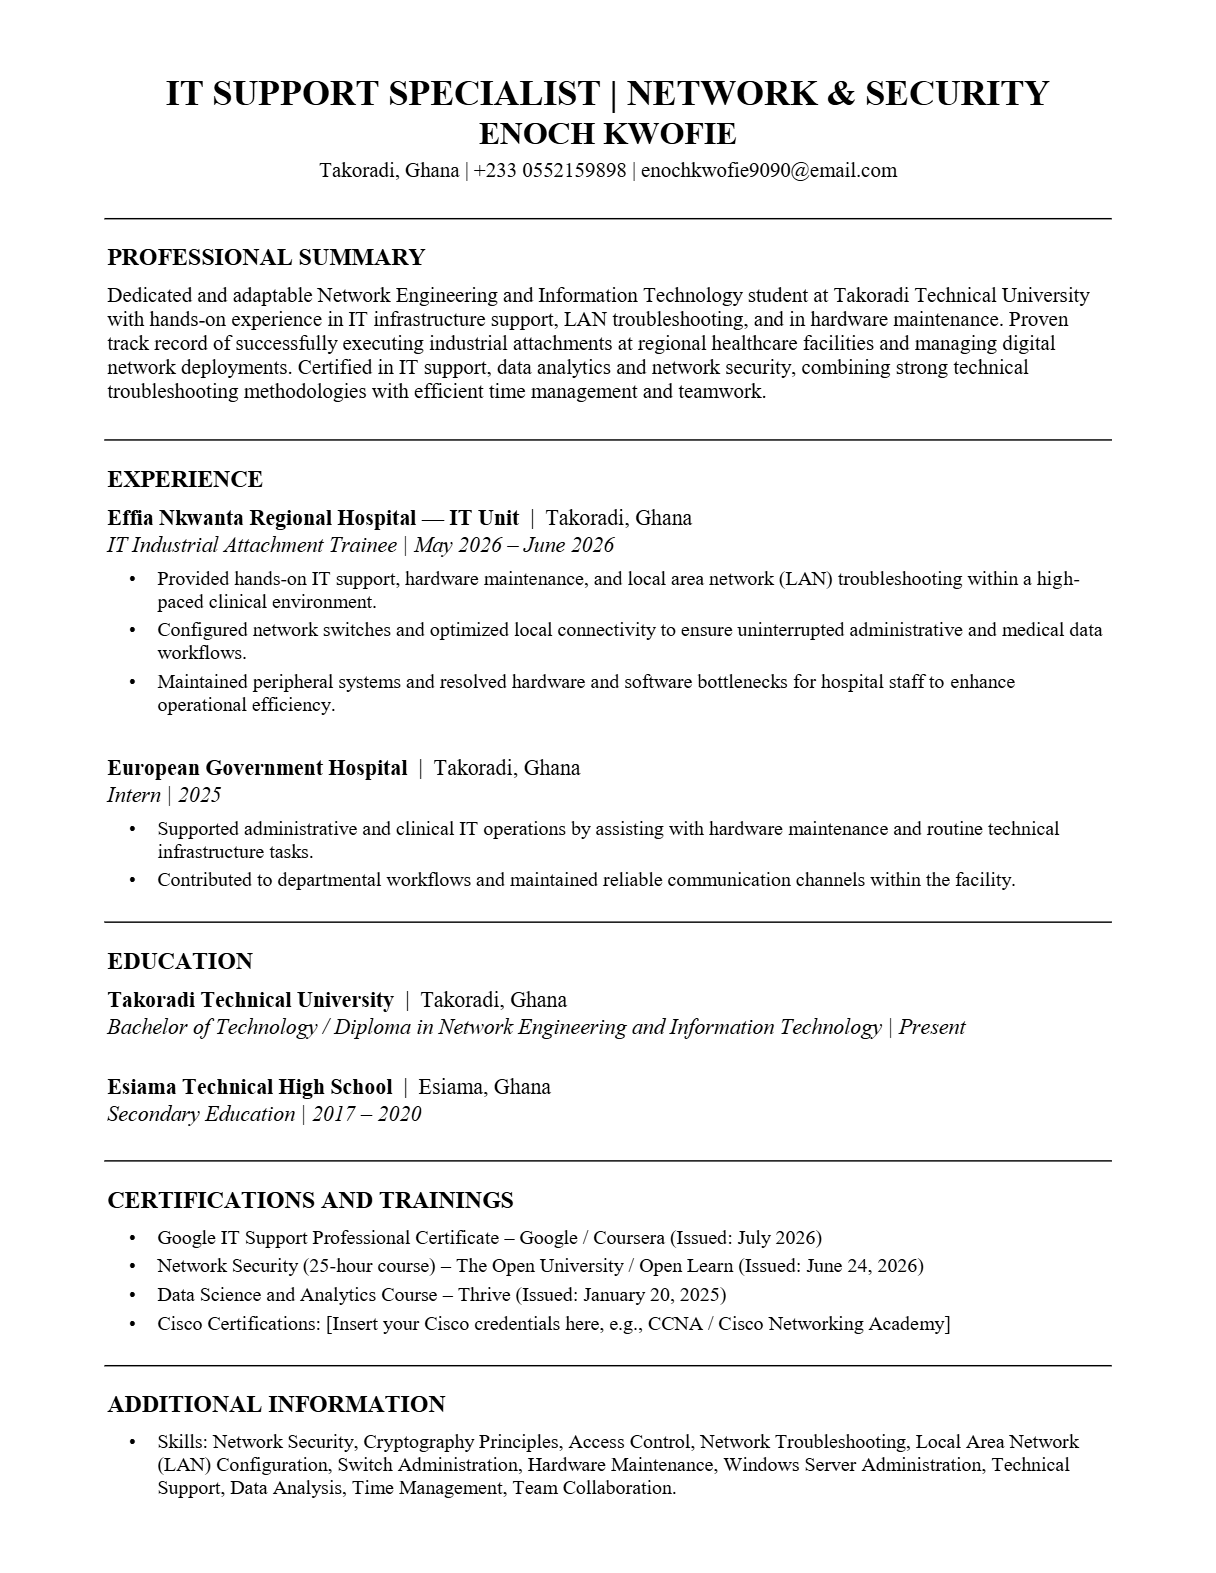 IT SUPPORT SPECIALIST | NETWORK & SECURITY
ENOCH KWOFIE
Takoradi, Ghana | +233 0552159898 | enochkwofie9090@email.com
PROFESSIONAL SUMMARY
Dedicated and adaptable Network Engineering and Information Technology student at Takoradi Technical University
with hands-on experience in IT infrastructure support, LAN troubleshooting, and in hardware maintenance. Proven
track record of successfully executing industrial attachments at regional healthcare facilities and managing digital
network deployments. Certified in IT support, data analytics and network security, combining strong technical
troubleshooting methodologies with efficient time management and teamwork.
EXPERIENCE
Effia Nkwanta Regional Hospital — IT Unit | Takoradi, Ghana
IT Industrial Attachment Trainee | May 2026 – June 2026
• Provided hands-on IT support, hardware maintenance, and local area network (LAN) troubleshooting within a high-
paced clinical environment.
• Configured network switches and optimized local connectivity to ensure uninterrupted administrative and medical data
workflows.
• Maintained peripheral systems and resolved hardware and software bottlenecks for hospital staff to enhance
operational efficiency.
European Government Hospital | Takoradi, Ghana
Intern | 2025
• Supported administrative and clinical IT operations by assisting with hardware maintenance and routine technical
infrastructure tasks.
• Contributed to departmental workflows and maintained reliable communication channels within the facility.
EDUCATION
Takoradi Technical University | Takoradi, Ghana
Bachelor of Technology / Diploma in Network Engineering and Information Technology | Present
Esiama Technical High School | Esiama, Ghana
Secondary Education | 2017 – 2020
CERTIFICATIONS AND TRAININGS
• Google IT Support Professional Certificate – Google / Coursera (Issued: July 2026)
• Network Security (25-hour course) – The Open University / Open Learn (Issued: June 24, 2026)
• Data Science and Analytics Course – Thrive (Issued: January 20, 2025)
• Cisco Certifications: [Insert your Cisco credentials here, e.g., CCNA / Cisco Networking Academy]
ADDITIONAL INFORMATION
• Skills: Network Security, Cryptography Principles, Access Control, Network Troubleshooting, Local Area Network
(LAN) Configuration, Switch Administration, Hardware Maintenance, Windows Server Administration, Technical
Support, Data Analysis, Time Management, Team Collaboration.